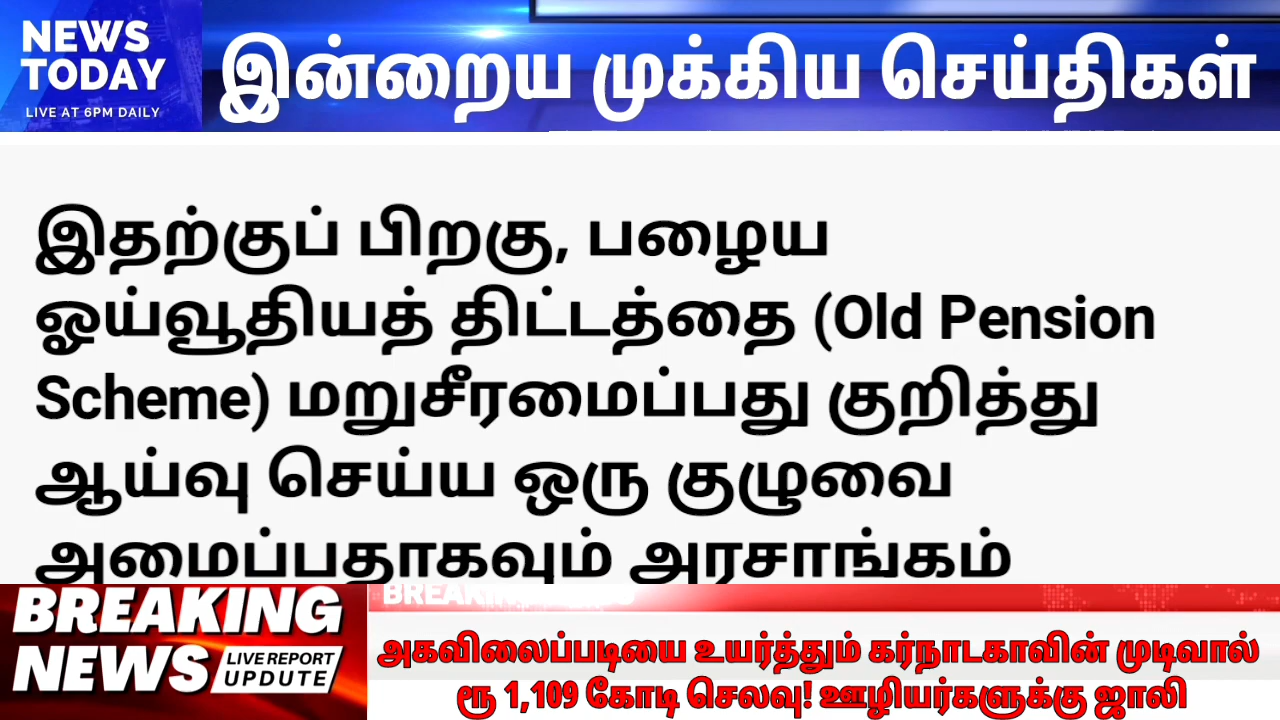 NEWS
TODAY
LIVE AT 6PM DAILY
இன்றைய முக்கிய செய்திகள்
இதற்குப் பிறகு, பழைய
ஓய்வூதியத் திட்டத்தை (Old Pension
Scheme) மறுசீரமைப்பது குறித்து
ஆய்வு செய்ய ஒரு குழுவை
அமைப்பதாகவும் அரசாங்கம்
BREAKING
NEWS
LIVE REPORT
UPDUTE
அகவிலைப்படியை உயர்த்தும் கர்நாடகாவின் முடிவால்
ரூ 1,109 கோடி செலவு! ஊழியர்களுக்கு ஜாலி